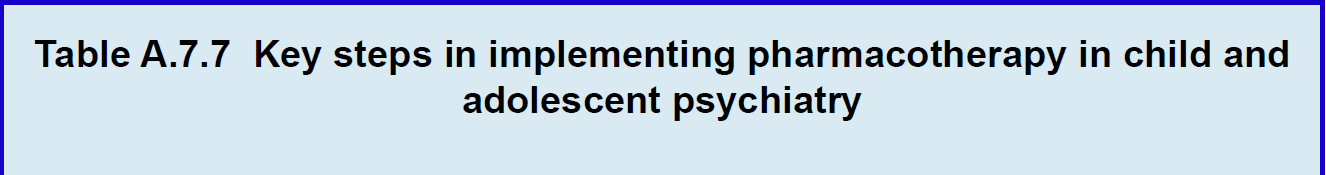 Table A.7.7 Key steps in implementing pharmacotherapy in child and
adolescent psychiatry